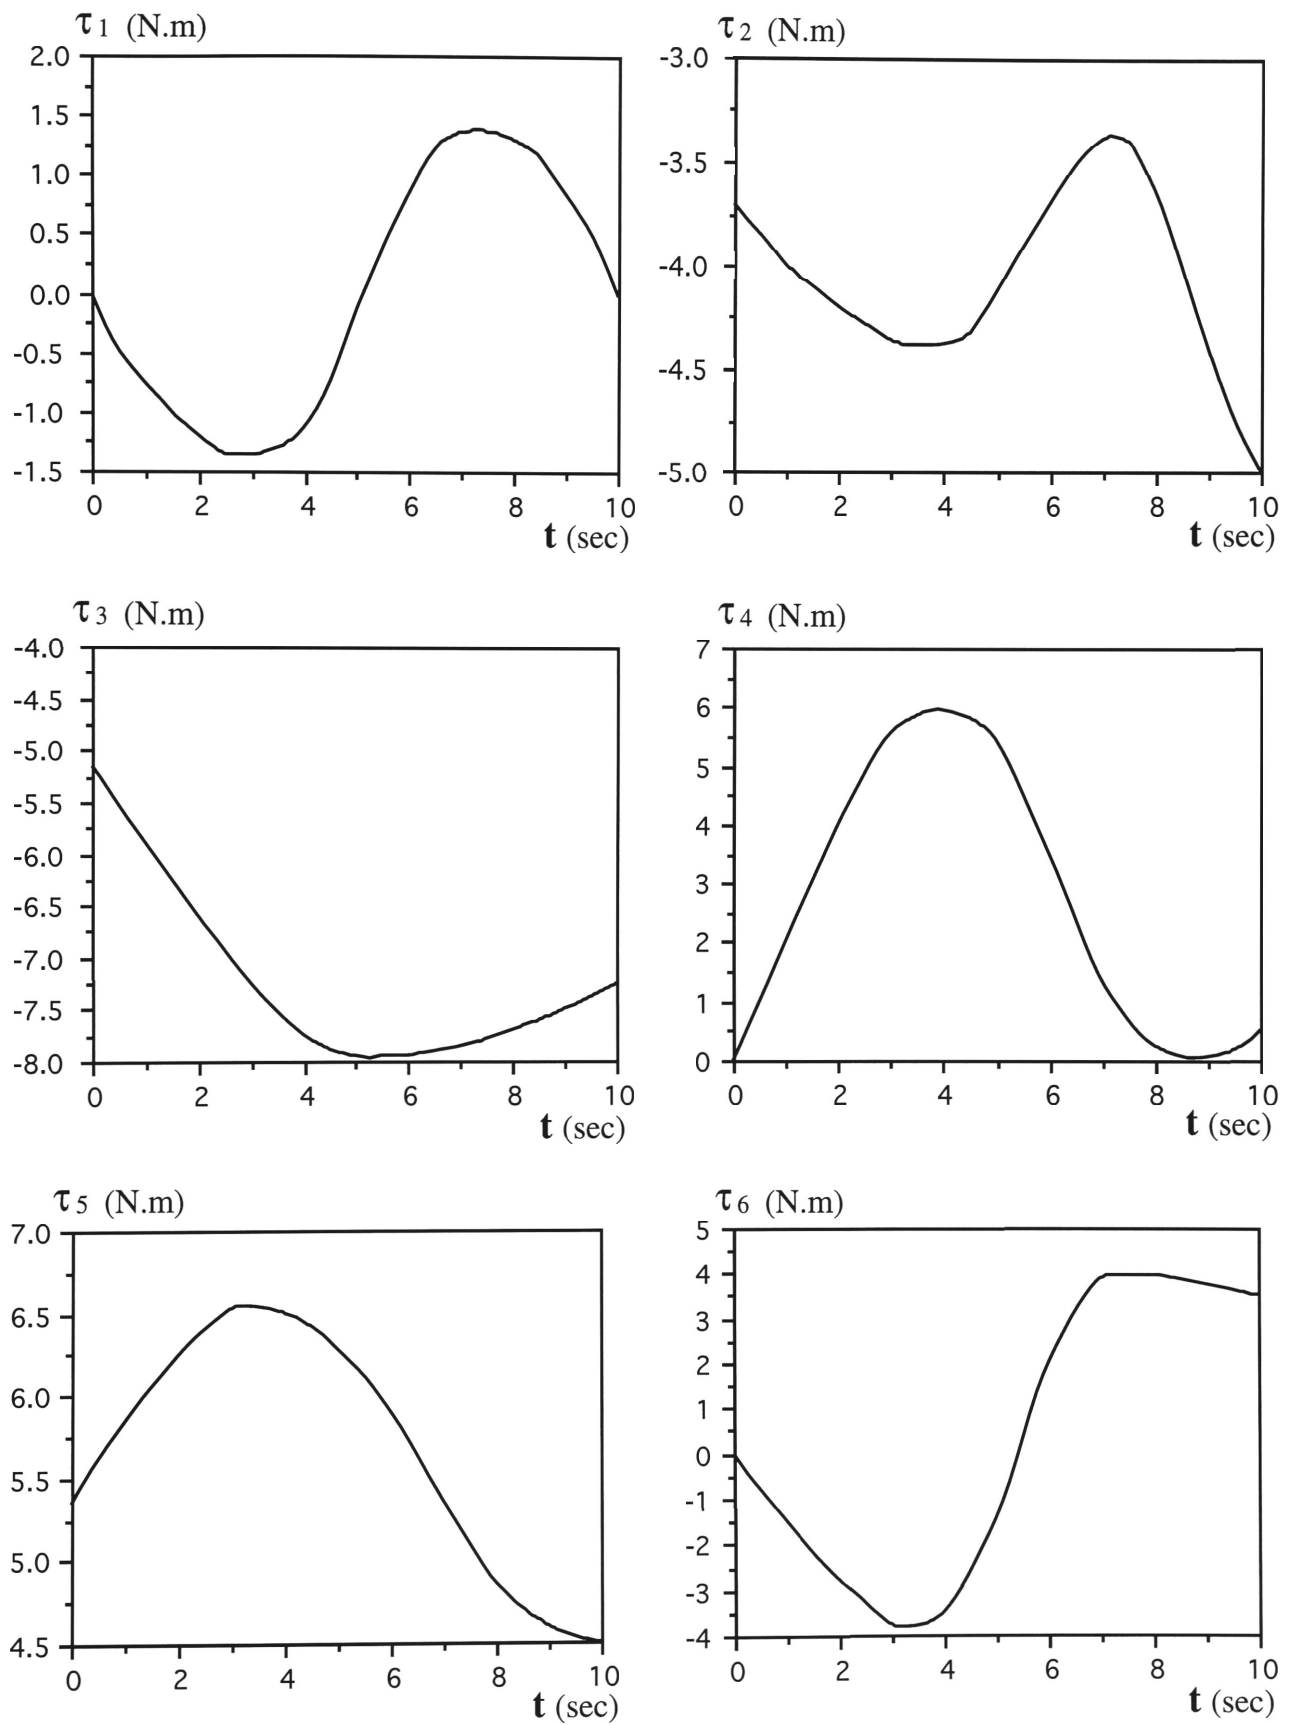 τ1 (N.m)
2.0
1.5
1.0
0.5
0.0
-0.5
-1.0
-1.5
0 2 4 6 8 10
t (sec)
τ2 (N.m)
-3.0
-3.5
-4.0
-4.5
-5.0
0 2 4 6 8 10
t (sec)
τ3 (N.m)
-4.0
-4.5
-5.0
-5.5
-6.0
-6.5
-7.0
-7.5
-8.0
0 2 4 6 8 10
t (sec)
τ4 (N.m)
7
6
5
4
3
2
1
0
0 2 4 6 8 10
t (sec)
τ5 (N.m)
7.0
6.5
6.0
5.5
5.0
4.5
0 2 4 6 8 10
t (sec)
τ6 (N.m)
5
4
3
2
1
0
-1
-2
-3
-4
0 2 4 6 8 10
t (sec)